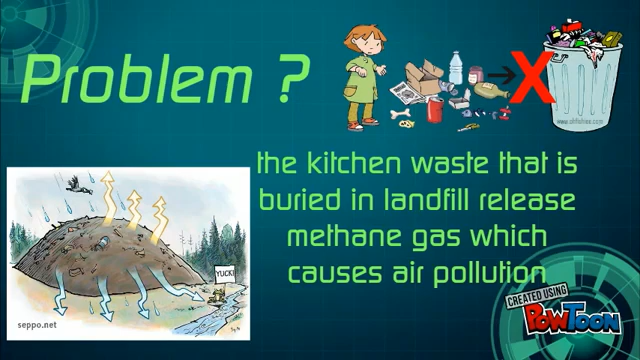 Problem ?
X
the kitchen waste that is
buried in landfill release
methane gas which
causes air pollution
YUCK!
seppo.net
CREATED USING
POWTOON